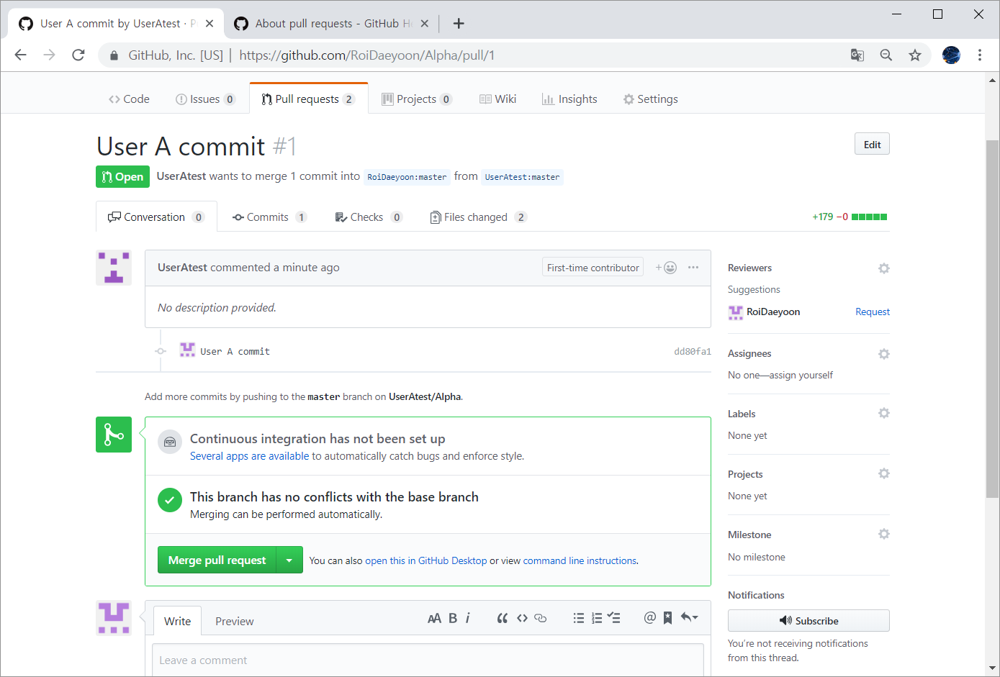 User A commit by UserAtest · P
About pull requests - GitHub H
GitHub, Inc. [US] | https://github.com/RoiDaeyoon/Alpha/pull/1
Code Issues 0 Pull requests 2 Projects 0 Wiki Insights Settings
User A commit #1 Edit
Open UserAtest wants to merge 1 commit into RoiDaeyoon:master from UserAtest:master
Conversation 0 Commits 1 Checks 0 Files changed 2 +179 −0
UserAtest commented a minute ago First-time contributor
No description provided.
User A commit dd80fa1
Add more commits by pushing to the master branch on UserAtest/Alpha.
Continuous integration has not been set up
Several apps are available to automatically catch bugs and enforce style.
This branch has no conflicts with the base branch
Merging can be performed automatically.
Merge pull request You can also open this in GitHub Desktop or view command line instructions.
Write Preview AA B i
Leave a comment
Reviewers
Suggestions
RoiDaeyoon Request
Assignees
No one—assign yourself
Labels
None yet
Projects
None yet
Milestone
No milestone
Notifications
Subscribe
You're not receiving notifications
from this thread.